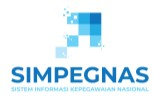 SIMPEGNAS
SISTEM INFORMASI KEPEGAWAIAN NASIONAL